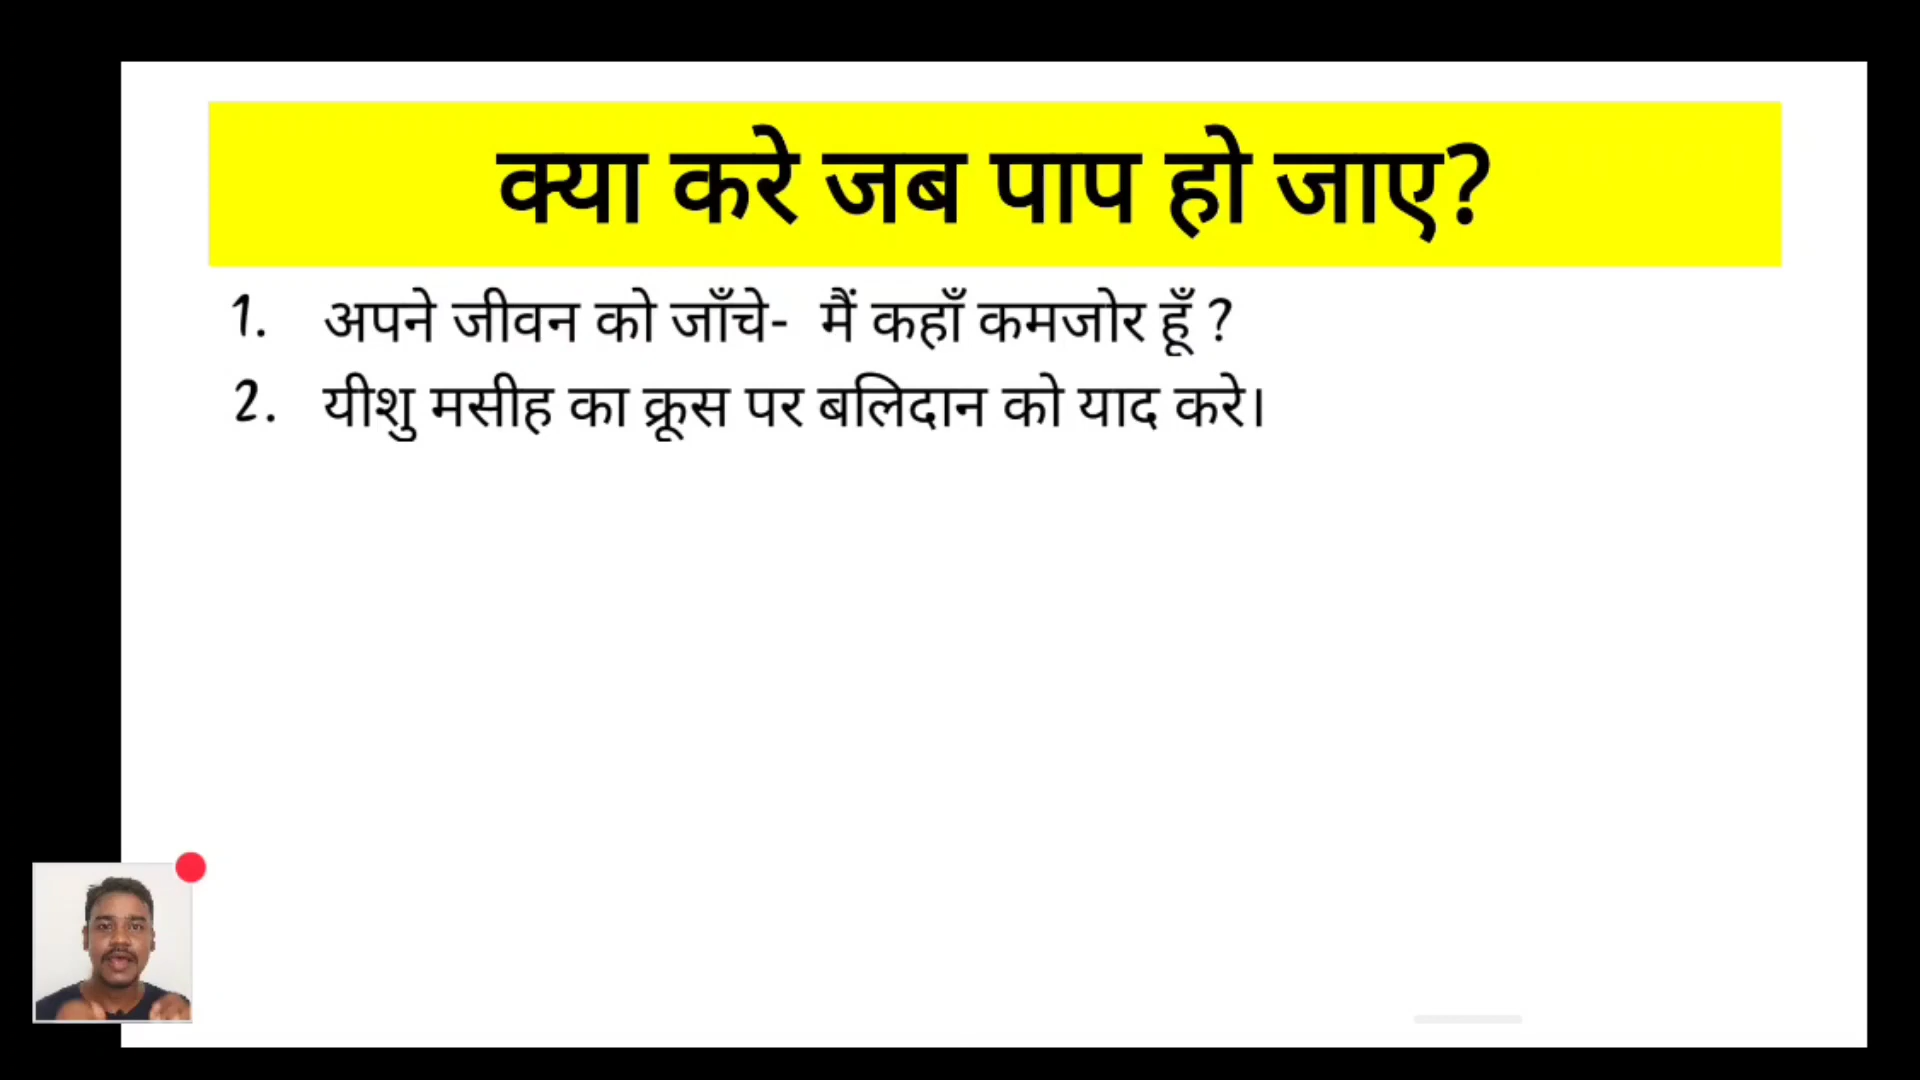 क्या करे जब पाप हो जाए?
1. अपने जीवन को जाँचे- मैं कहाँ कमजोर हूँ ?
2. यीशु मसीह का क्रूस पर बलिदान को याद करे।